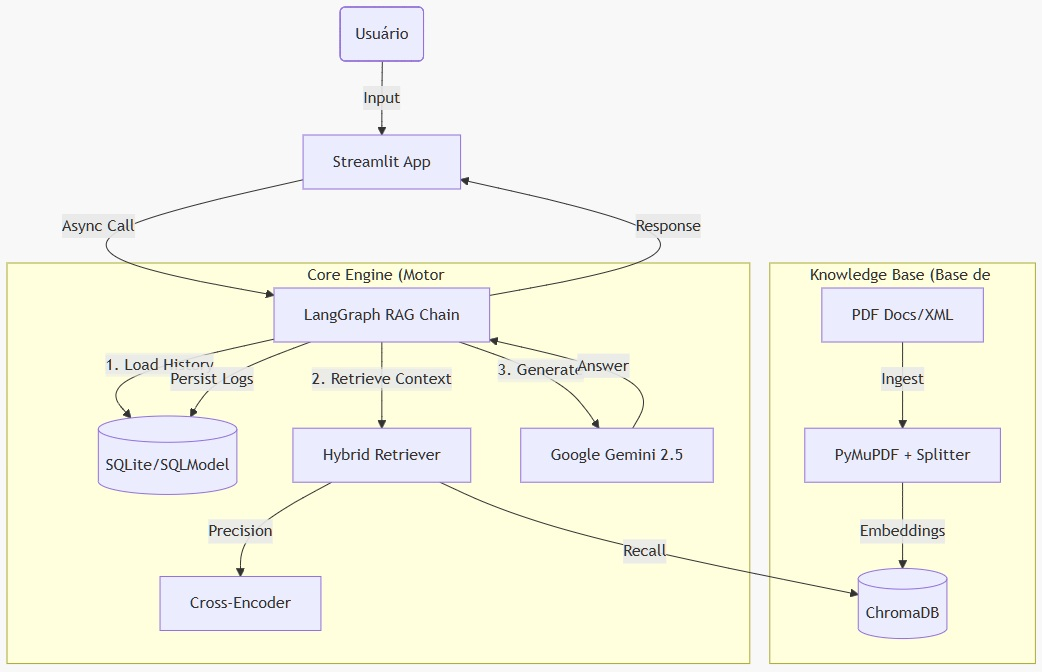 Usuário
Input
Streamlit App
Async Call
Response
Core Engine (Motor
Knowledge Base (Base de
LangGraph RAG Chain
PDF Docs/XML
1. Load History
Persist Logs
2. Retrieve Context
3. Generate
Answer
Ingest
SQLite/SQLModel
Hybrid Retriever
Google Gemini 2.5
PyMuPDF + Splitter
Precision
Recall
Embeddings
Cross-Encoder
ChromaDB